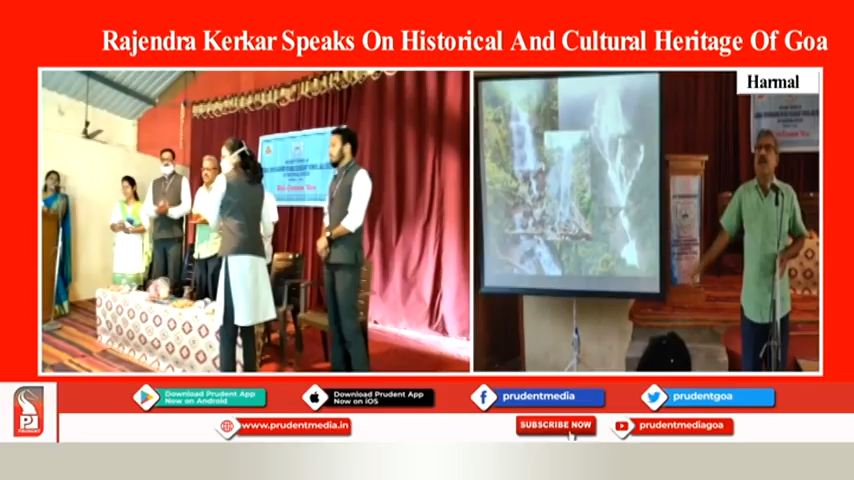 Rajendra Kerkar Speaks On Historical And Cultural Heritage Of Goa
Harmal
Download Prudent App
Now on Android
Download Prudent App
Now on iOS
prudentmedia
prudentgoa
www.prudentmedia.in
SUBSCRIBE NOW
prudentmediagoa
PRUDENT